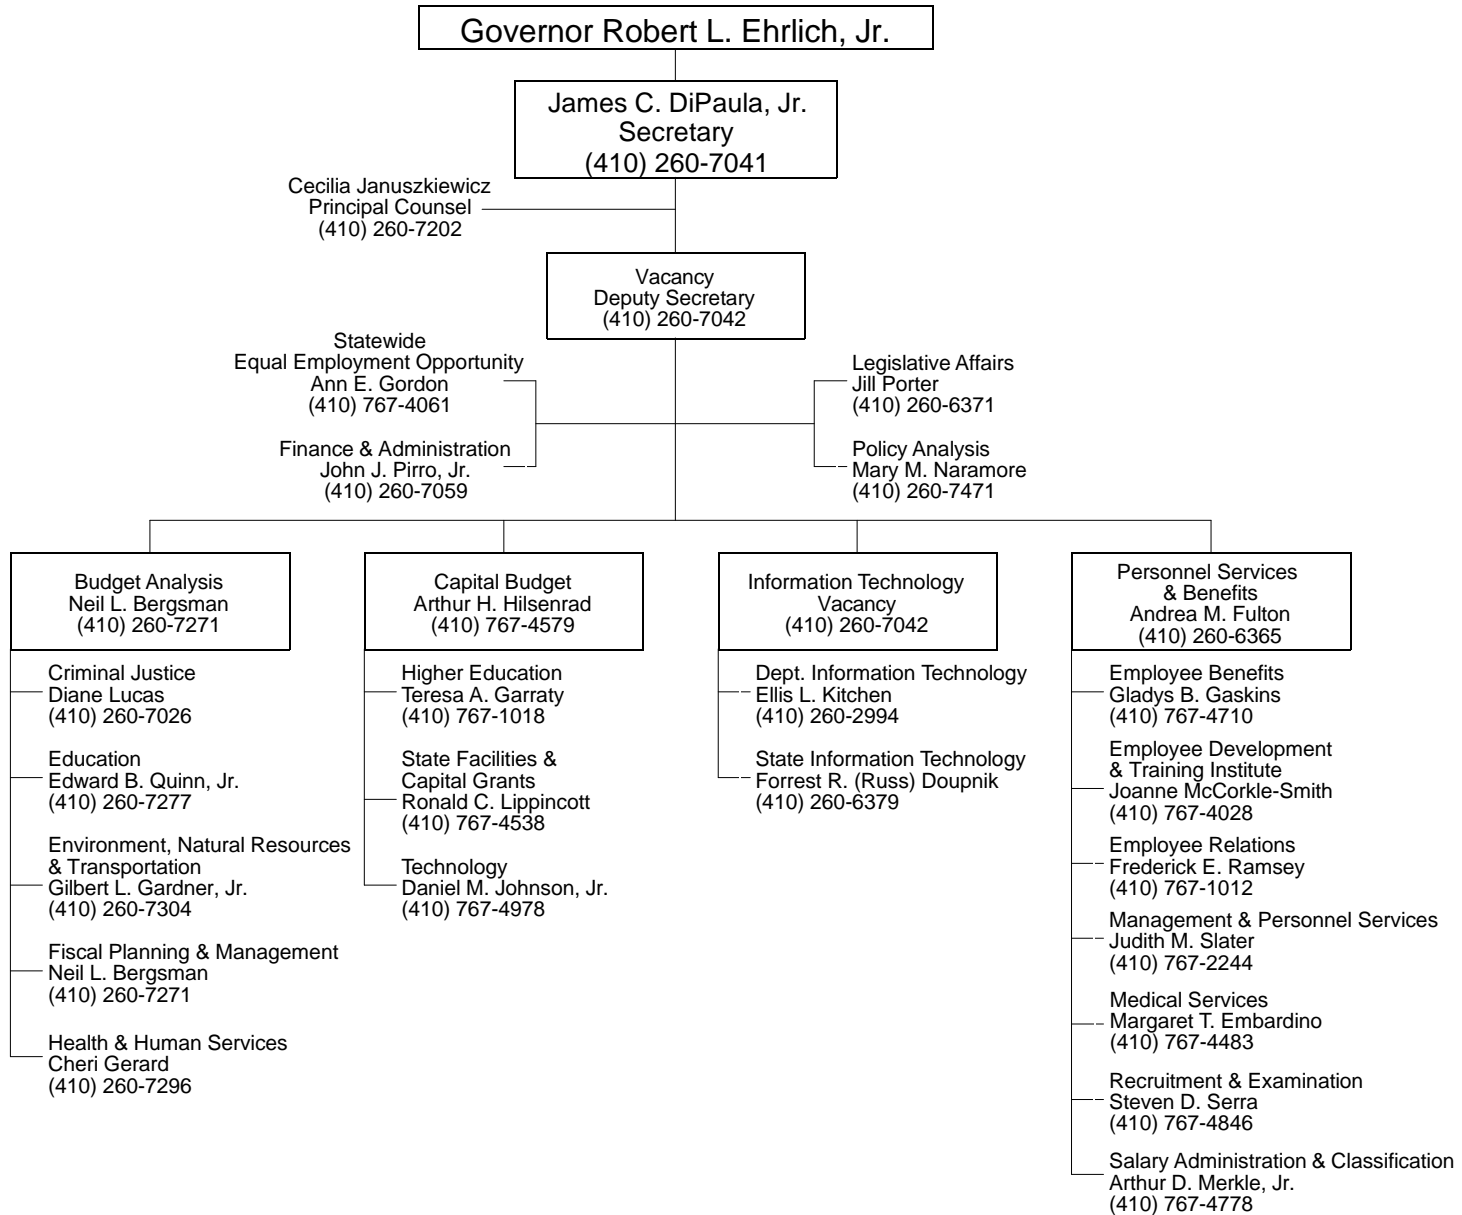 Governor Robert L. Ehrlich, Jr.
James C. DiPaula, Jr.
Secretary
(410) 260-7041
Cecilia Januszkiewicz
Principal Counsel
(410) 260-7202
Vacancy
Deputy Secretary
(410) 260-7042
Statewide
Equal Employment Opportunity
Ann E. Gordon
(410) 767-4061
Finance & Administration
John J. Pirro, Jr.
(410) 260-7059
Legislative Affairs
Jill Porter
(410) 260-6371
Policy Analysis
Mary M. Naramore
(410) 260-7471
Budget Analysis
Neil L. Bergsman
(410) 260-7271
Criminal Justice
Diane Lucas
(410) 260-7026
Education
Edward B. Quinn, Jr.
(410) 260-7277
Environment, Natural Resources
& Transportation
Gilbert L. Gardner, Jr.
(410) 260-7304
Fiscal Planning & Management
Neil L. Bergsman
(410) 260-7271
Health & Human Services
Cheri Gerard
(410) 260-7296
Capital Budget
Arthur H. Hilsenrad
(410) 767-4579
Higher Education
Teresa A. Garraty
(410) 767-1018
State Facilities &
Capital Grants
Ronald C. Lippincott
(410) 767-4538
Technology
Daniel M. Johnson, Jr.
(410) 767-4978
Information Technology
Vacancy
(410) 260-7042
Dept. Information Technology
Ellis L. Kitchen
(410) 260-2994
State Information Technology
Forrest R. (Russ) Doupnik
(410) 260-6379
Personnel Services
& Benefits
Andrea M. Fulton
(410) 260-6365
Employee Benefits
Gladys B. Gaskins
(410) 767-4710
Employee Development
& Training Institute
Joanne McCorkle-Smith
(410) 767-4028
Employee Relations
Frederick E. Ramsey
(410) 767-1012
Management & Personnel Services
Judith M. Slater
(410) 767-2244
Medical Services
Margaret T. Embardino
(410) 767-4483
Recruitment & Examination
Steven D. Serra
(410) 767-4846
Salary Administration & Classification
Arthur D. Merkle, Jr.
(410) 767-4778